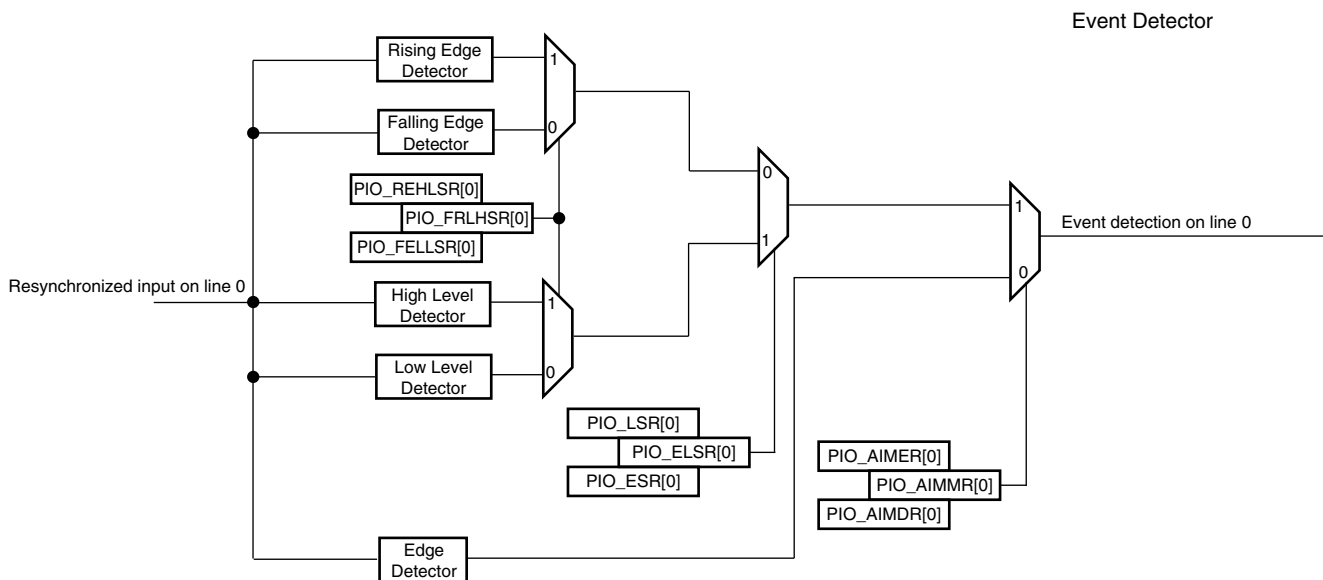 Event Detector
Rising Edge
Detector
1
Falling Edge
Detector
0
PIO_REHLSR[0]
PIO_FRLHSR[0]
PIO_FELLSR[0]
0
1
1
0
Event detection on line 0
Resynchronized input on line 0
High Level
Detector
1
Low Level
Detector
0
PIO_LSR[0]
PIO_ELSR[0]
PIO_ESR[0]
PIO_AIMER[0]
PIO_AIMMR[0]
PIO_AIMDR[0]
Edge
Detector